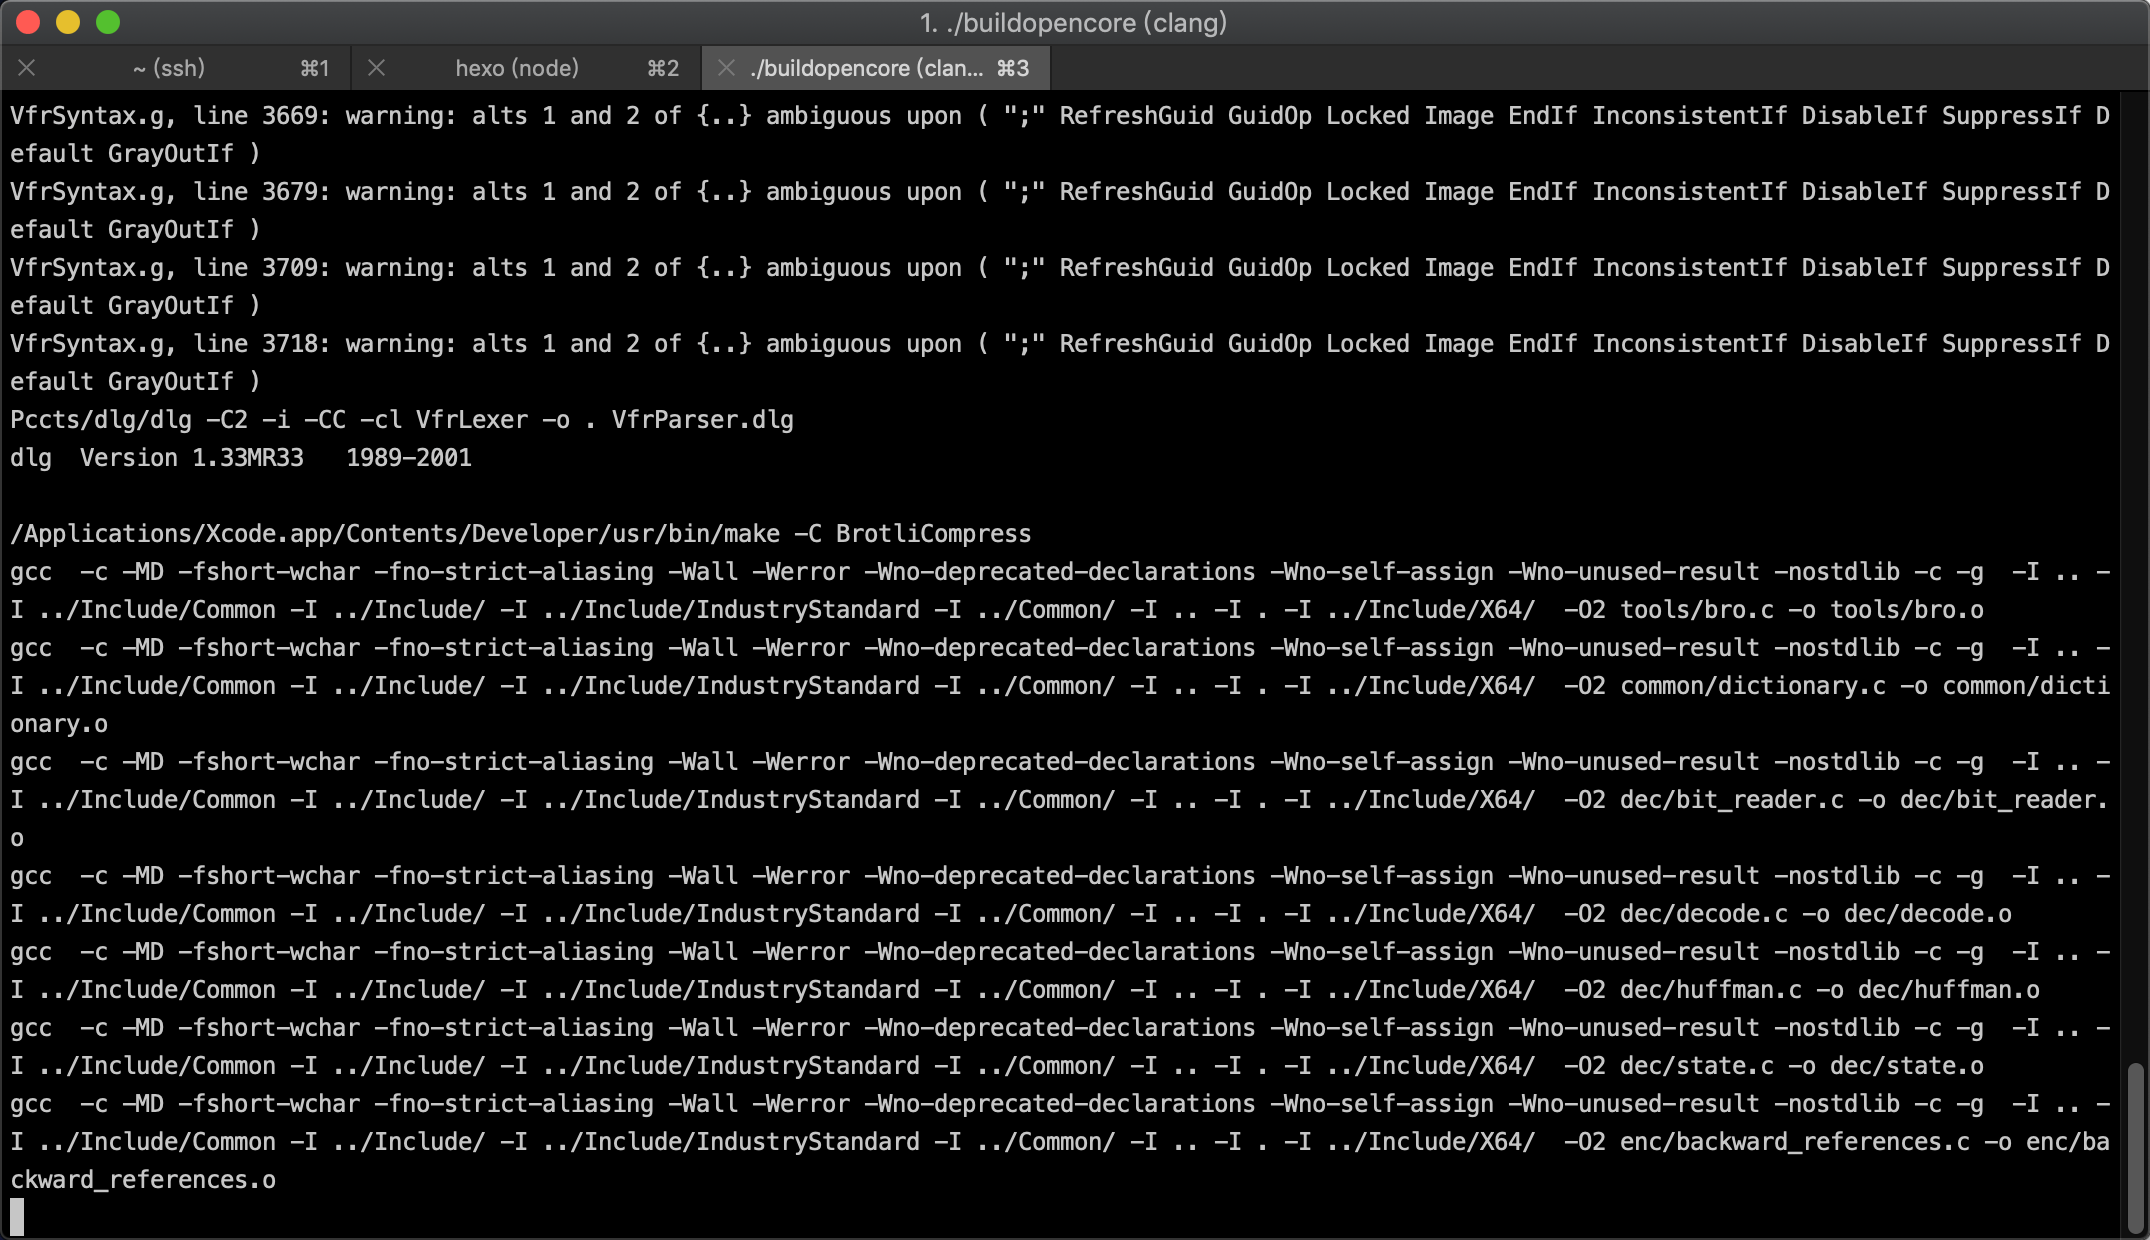 1. ./buildopencore (clang)
~ (ssh) ⌘1 hexo (node) ⌘2 ./buildopencore (clan... ⌘3
VfrSyntax.g, line 3669: warning: alts 1 and 2 of {..} ambiguous upon ( ";" RefreshGuid GuidOp Locked Image EndIf InconsistentIf DisableIf SuppressIf D
efault GrayOutIf )
VfrSyntax.g, line 3679: warning: alts 1 and 2 of {..} ambiguous upon ( ";" RefreshGuid GuidOp Locked Image EndIf InconsistentIf DisableIf SuppressIf D
efault GrayOutIf )
VfrSyntax.g, line 3709: warning: alts 1 and 2 of {..} ambiguous upon ( ";" RefreshGuid GuidOp Locked Image EndIf InconsistentIf DisableIf SuppressIf D
efault GrayOutIf )
VfrSyntax.g, line 3718: warning: alts 1 and 2 of {..} ambiguous upon ( ";" RefreshGuid GuidOp Locked Image EndIf InconsistentIf DisableIf SuppressIf D
efault GrayOutIf )
Pccts/dlg/dlg -C2 -i -CC -cl VfrLexer -o . VfrParser.dlg
dlg  Version 1.33MR33   1989-2001
/Applications/Xcode.app/Contents/Developer/usr/bin/make -C BrotliCompress
gcc  -c -MD -fshort-wchar -fno-strict-aliasing -Wall -Werror -Wno-deprecated-declarations -Wno-self-assign -Wno-unused-result -nostdlib -c -g  -I .. -
I ../Include/Common -I ../Include/ -I ../Include/IndustryStandard -I ../Common/ -I .. -I . -I ../Include/X64/  -O2 tools/bro.c -o tools/bro.o
gcc  -c -MD -fshort-wchar -fno-strict-aliasing -Wall -Werror -Wno-deprecated-declarations -Wno-self-assign -Wno-unused-result -nostdlib -c -g  -I .. -
I ../Include/Common -I ../Include/ -I ../Include/IndustryStandard -I ../Common/ -I .. -I . -I ../Include/X64/  -O2 common/dictionary.c -o common/dicti
onary.o
gcc  -c -MD -fshort-wchar -fno-strict-aliasing -Wall -Werror -Wno-deprecated-declarations -Wno-self-assign -Wno-unused-result -nostdlib -c -g  -I .. -
I ../Include/Common -I ../Include/ -I ../Include/IndustryStandard -I ../Common/ -I .. -I . -I ../Include/X64/  -O2 dec/bit_reader.c -o dec/bit_reader.
o
gcc  -c -MD -fshort-wchar -fno-strict-aliasing -Wall -Werror -Wno-deprecated-declarations -Wno-self-assign -Wno-unused-result -nostdlib -c -g  -I .. -
I ../Include/Common -I ../Include/ -I ../Include/IndustryStandard -I ../Common/ -I .. -I . -I ../Include/X64/  -O2 dec/decode.c -o dec/decode.o
gcc  -c -MD -fshort-wchar -fno-strict-aliasing -Wall -Werror -Wno-deprecated-declarations -Wno-self-assign -Wno-unused-result -nostdlib -c -g  -I .. -
I ../Include/Common -I ../Include/ -I ../Include/IndustryStandard -I ../Common/ -I .. -I . -I ../Include/X64/  -O2 dec/huffman.c -o dec/huffman.o
gcc  -c -MD -fshort-wchar -fno-strict-aliasing -Wall -Werror -Wno-deprecated-declarations -Wno-self-assign -Wno-unused-result -nostdlib -c -g  -I .. -
I ../Include/Common -I ../Include/ -I ../Include/IndustryStandard -I ../Common/ -I .. -I . -I ../Include/X64/  -O2 dec/state.c -o dec/state.o
gcc  -c -MD -fshort-wchar -fno-strict-aliasing -Wall -Werror -Wno-deprecated-declarations -Wno-self-assign -Wno-unused-result -nostdlib -c -g  -I .. -
I ../Include/Common -I ../Include/ -I ../Include/IndustryStandard -I ../Common/ -I .. -I . -I ../Include/X64/  -O2 enc/backward_references.c -o enc/ba
ckward_references.o